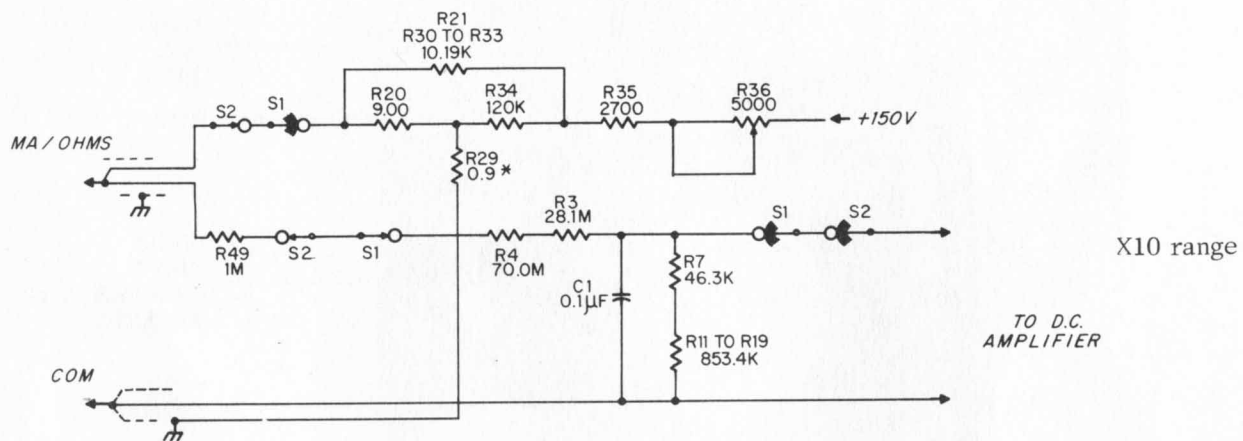 R21
R30 TO R33
10.19K
R20
9.00
R34
120K
R35
2700
R36
5000
+150V
S2
S1
MA/OHMS
R29
0.9*
R3
28.1M
S1
S2
R49
1M
S2
S1
R4
70.0M
C1
0.1µF
R7
46.3K
X10 range
R11 TO R19
853.4K
TO D.C.
AMPLIFIER
COM